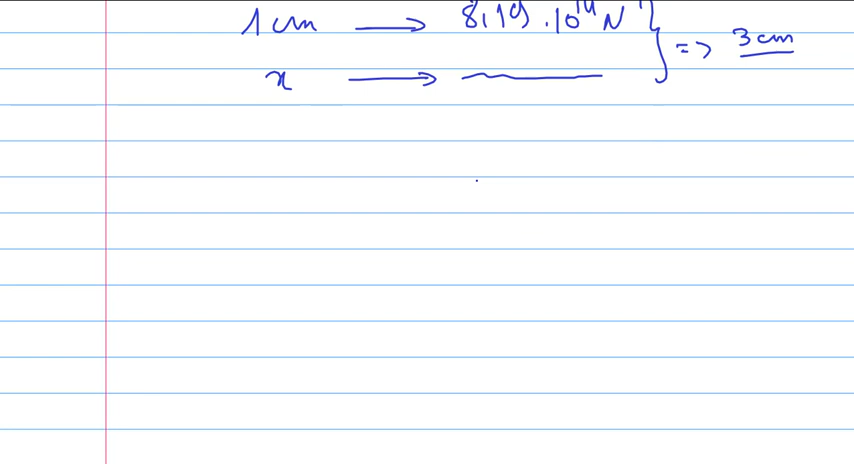 1 cm → 8,19 . 10¹⁴ N } => 3 cm
x →